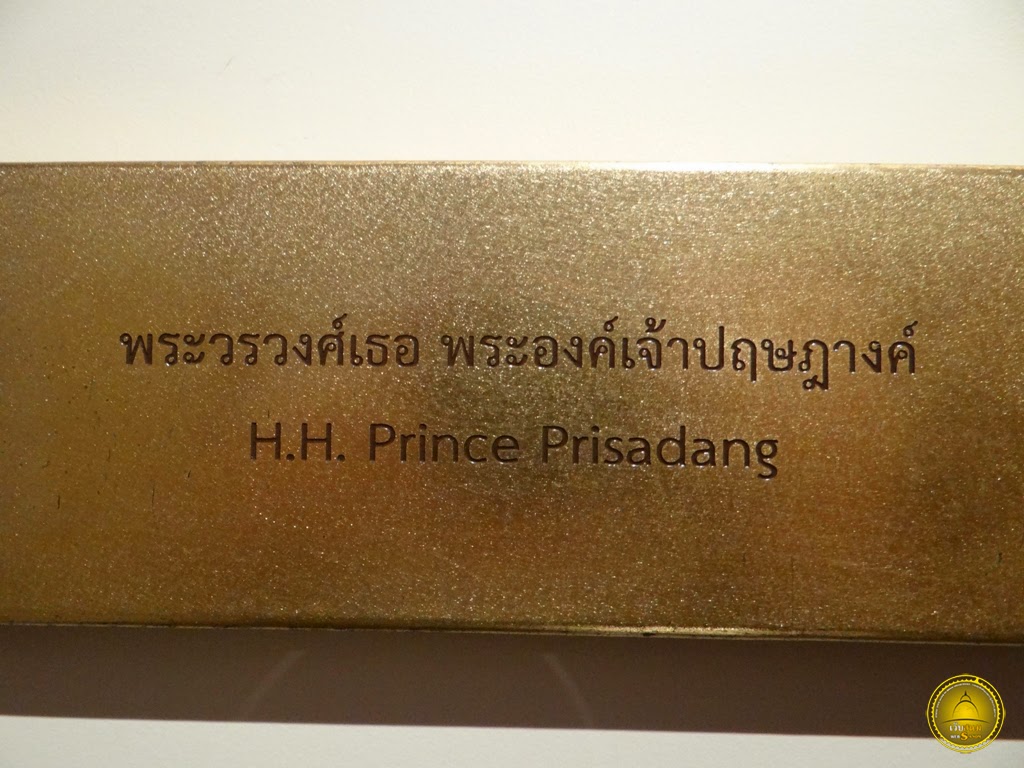 พระวรวงศ์เธอ พระองค์เจ้าปฤษฎางค์
H.H. Prince Prisadang